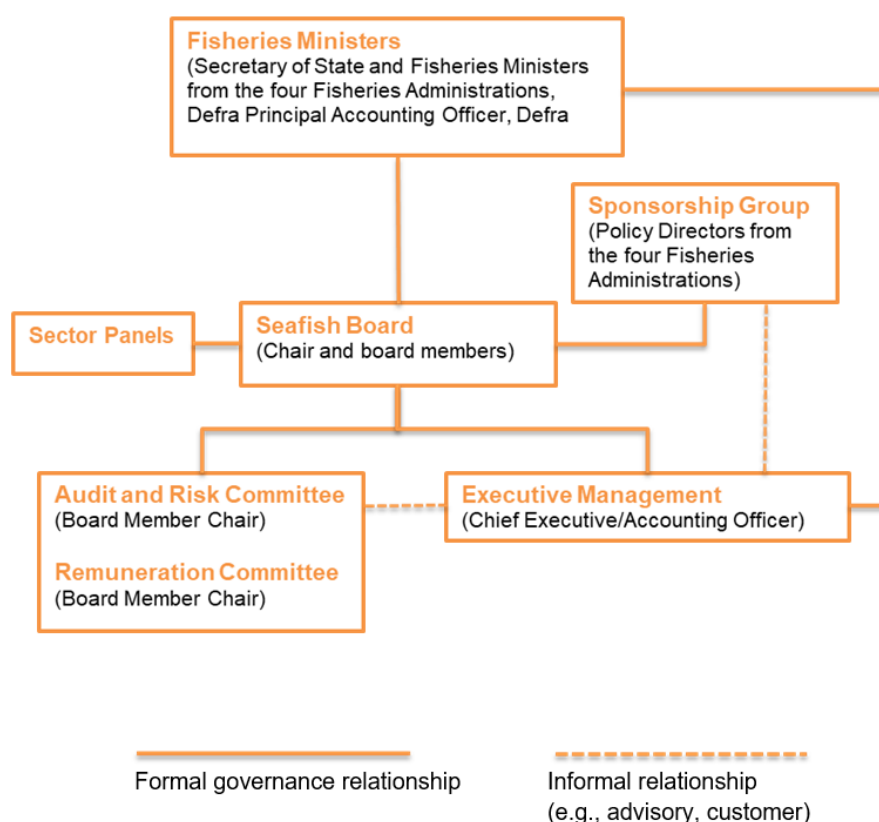 Fisheries Ministers
(Secretary of State and Fisheries Ministers
from the four Fisheries Administrations,
Defra Principal Accounting Officer, Defra
Sponsorship Group
(Policy Directors from
the four Fisheries
Administrations)
Sector Panels
Seafish Board
(Chair and board members)
Audit and Risk Committee
(Board Member Chair)
Remuneration Committee
(Board Member Chair)
Executive Management
(Chief Executive/Accounting Officer)
Formal governance relationship
Informal relationship
(e.g., advisory, customer)